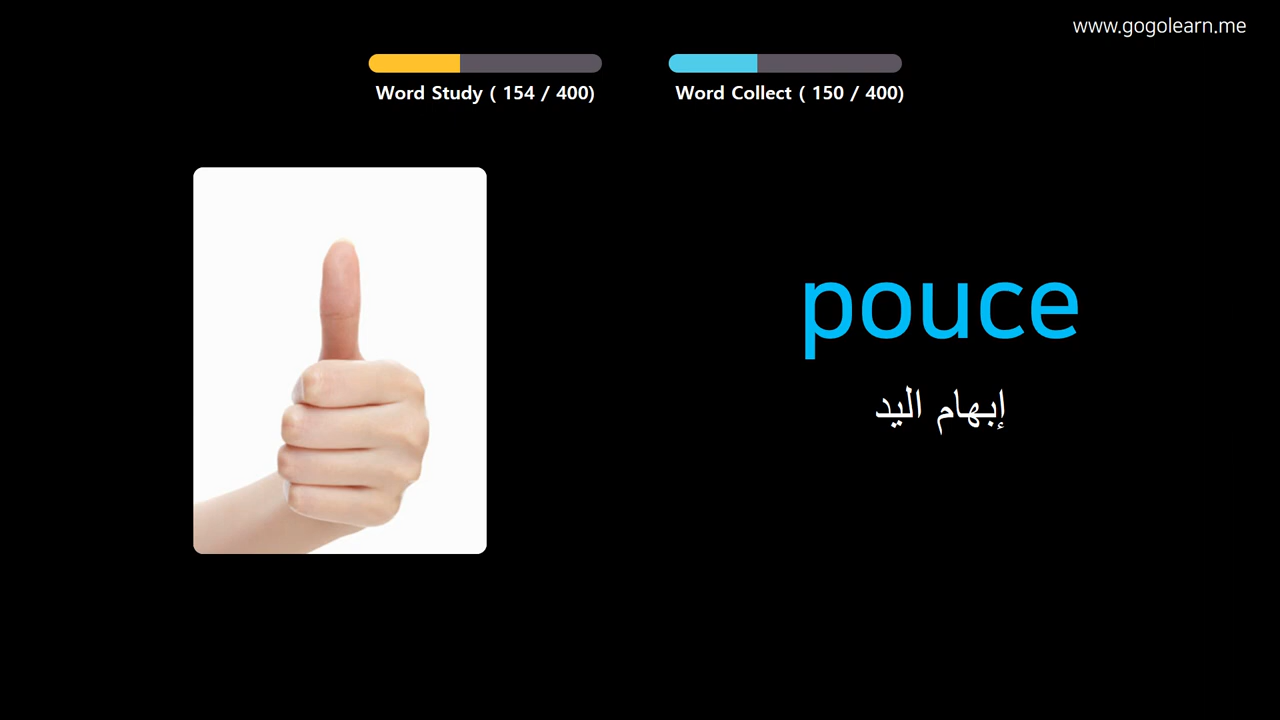 www.gogolearn.me
Word Study ( 154 / 400)
Word Collect ( 150 / 400)
pouce
إبهام اليد